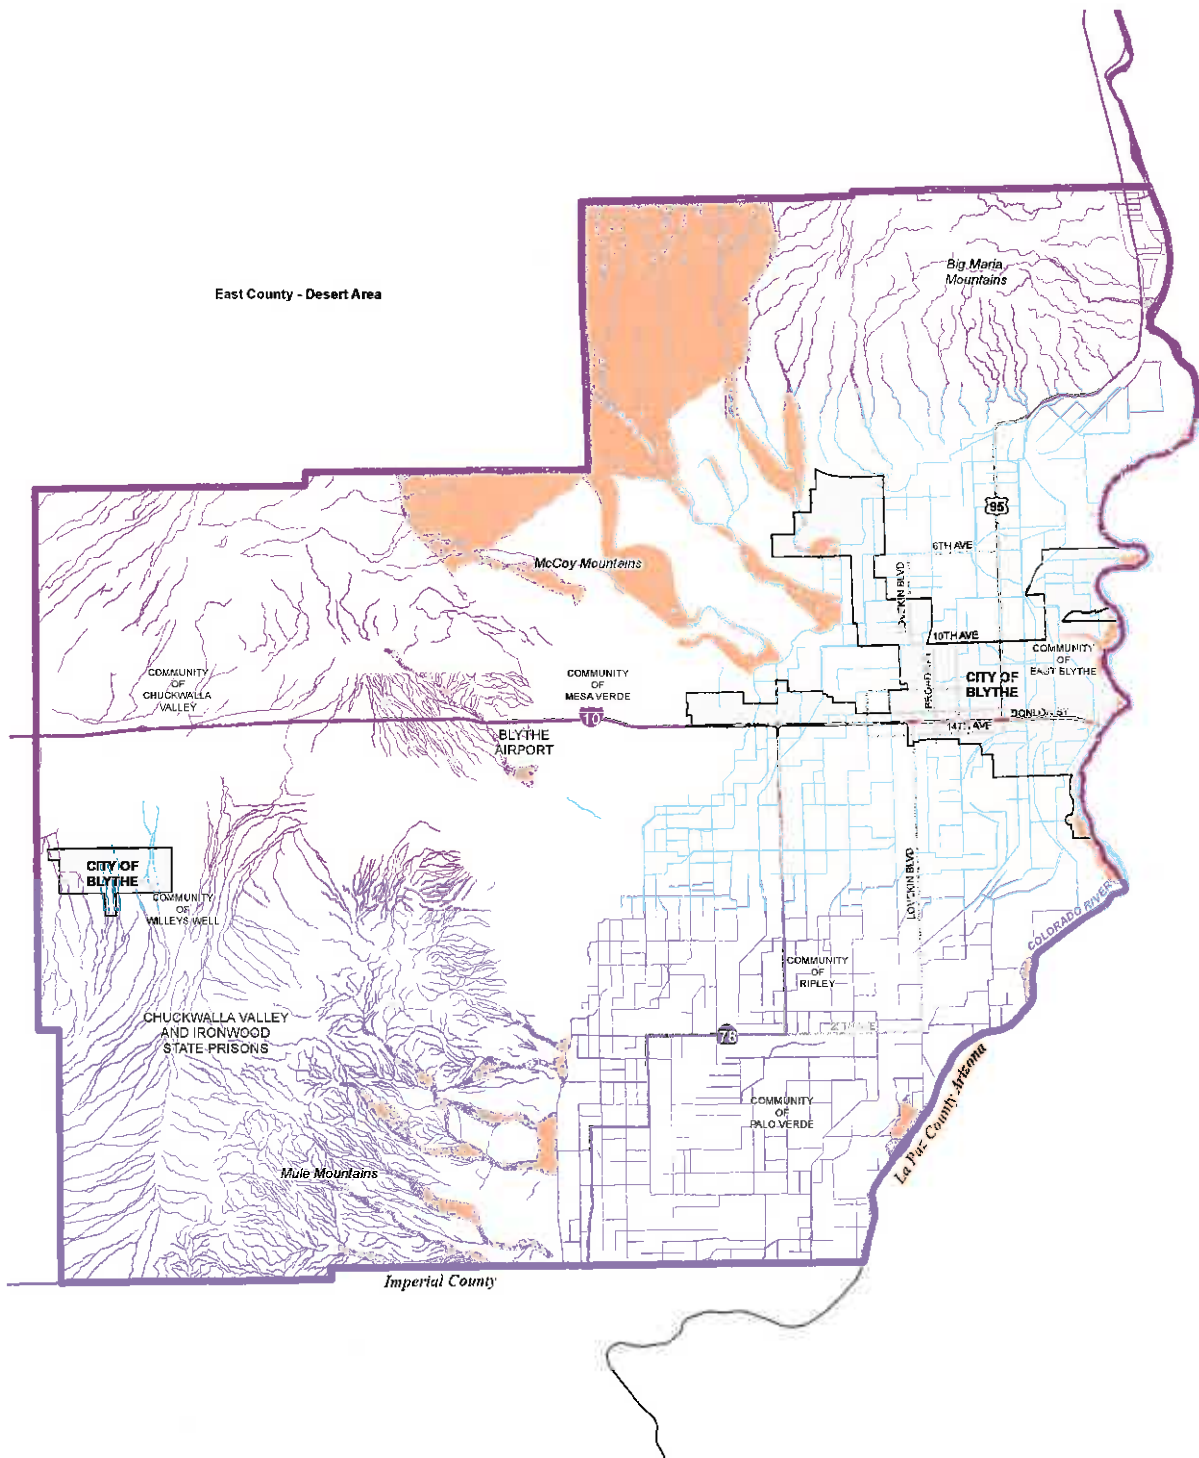 Big Maria
Mountains
East County - Desert Area
95
6TH AVE
McCoy Mountains
LOVEKIN BLVD
10TH AVE
COMMUNITY
OF
EAST BLYTHE
COMMUNITY
OF
CHUCKWALLA
VALLEY
COMMUNITY
OF
MESA VERDE
CITY OF
BLYTHE
10
14TH AVE
BLYTHE
AIRPORT
CITY OF
BLYTHE
COMMUNITY
OF
WILLEYS WELL
LOVEKIN BLVD
COLORADO RIVER
COMMUNITY
OF
RIPLEY
CHUCKWALLA VALLEY
AND IRONWOOD
STATE PRISONS
78
La Paz County Arizona
COMMUNITY
OF
PALO VERDE
Mule Mountains
Imperial County